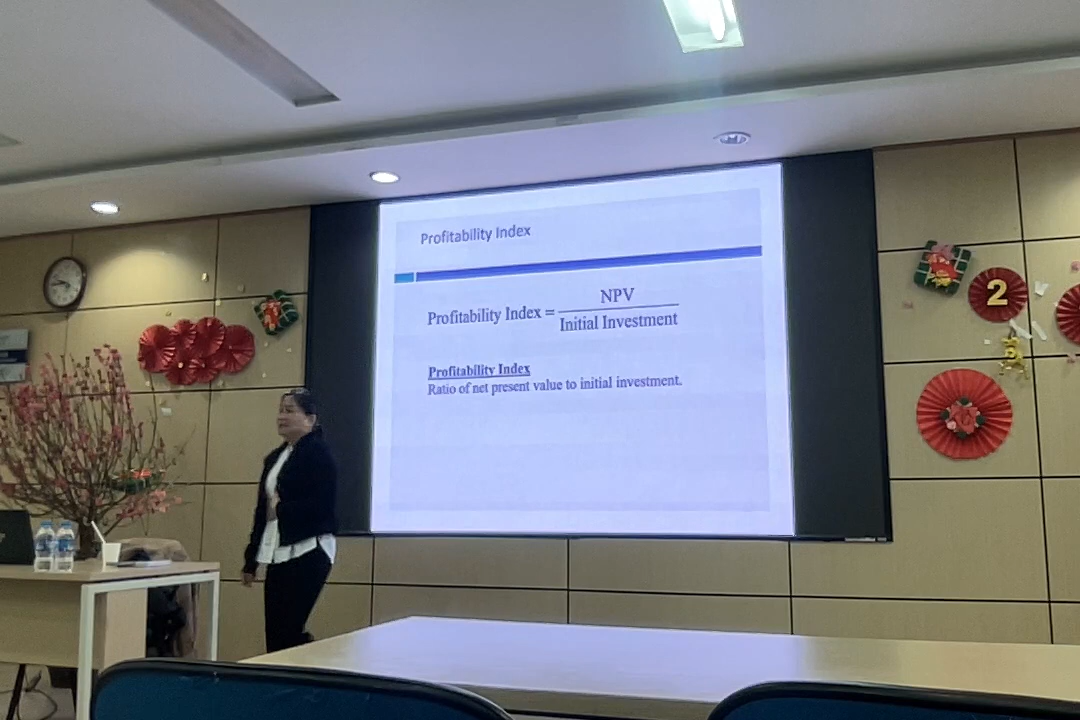 Profitability Index
Profitability Index = NPV / Initial Investment
Profitability Index
Ratio of net present value to initial investment.
2